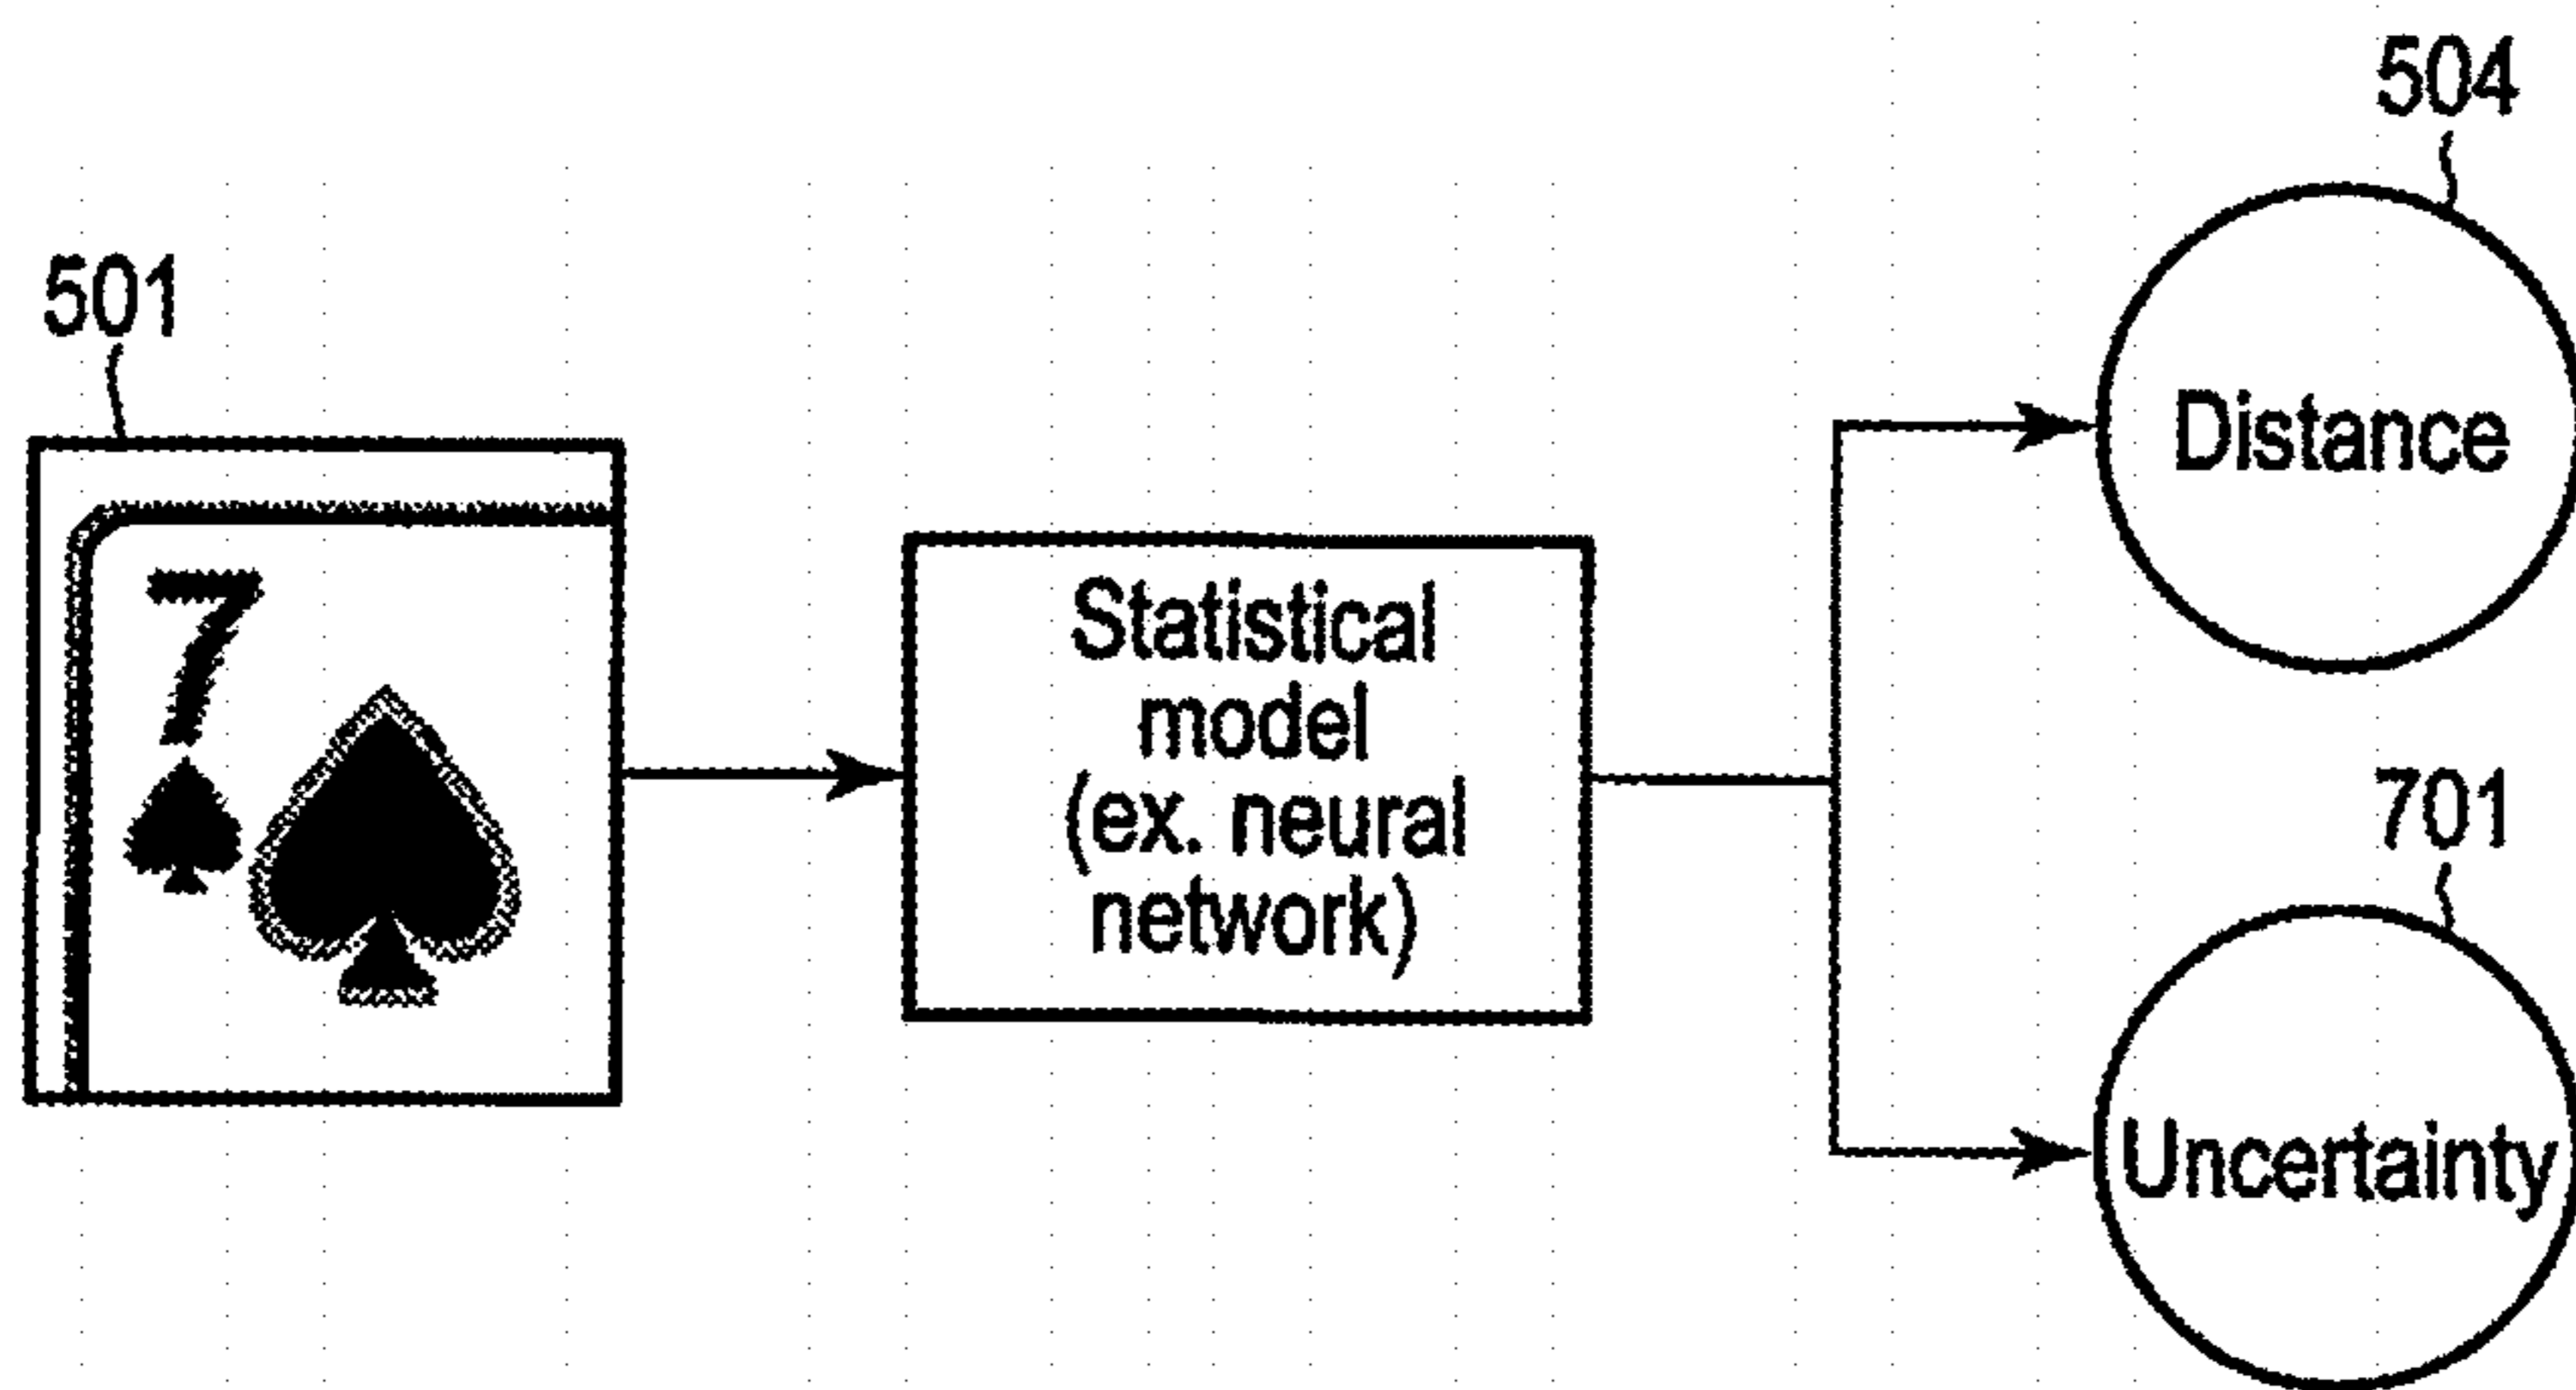 501
7
Statistical
model
(ex. neural
network)
504
Distance
701
Uncertainty